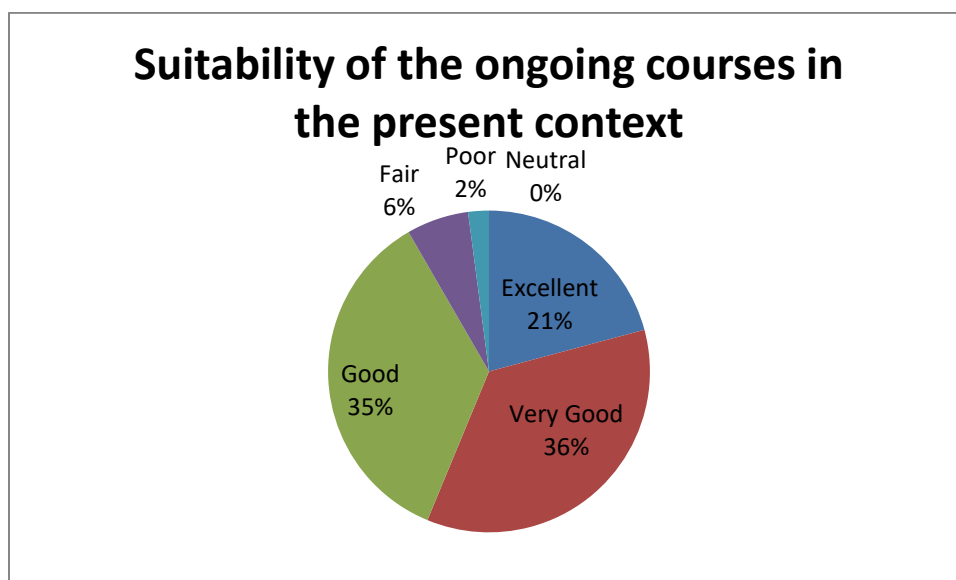 Suitability of the ongoing courses in
the present context
Neutral
0%
Poor
2%
Fair
6%
Excellent
21%
Good
35%
Very Good
36%